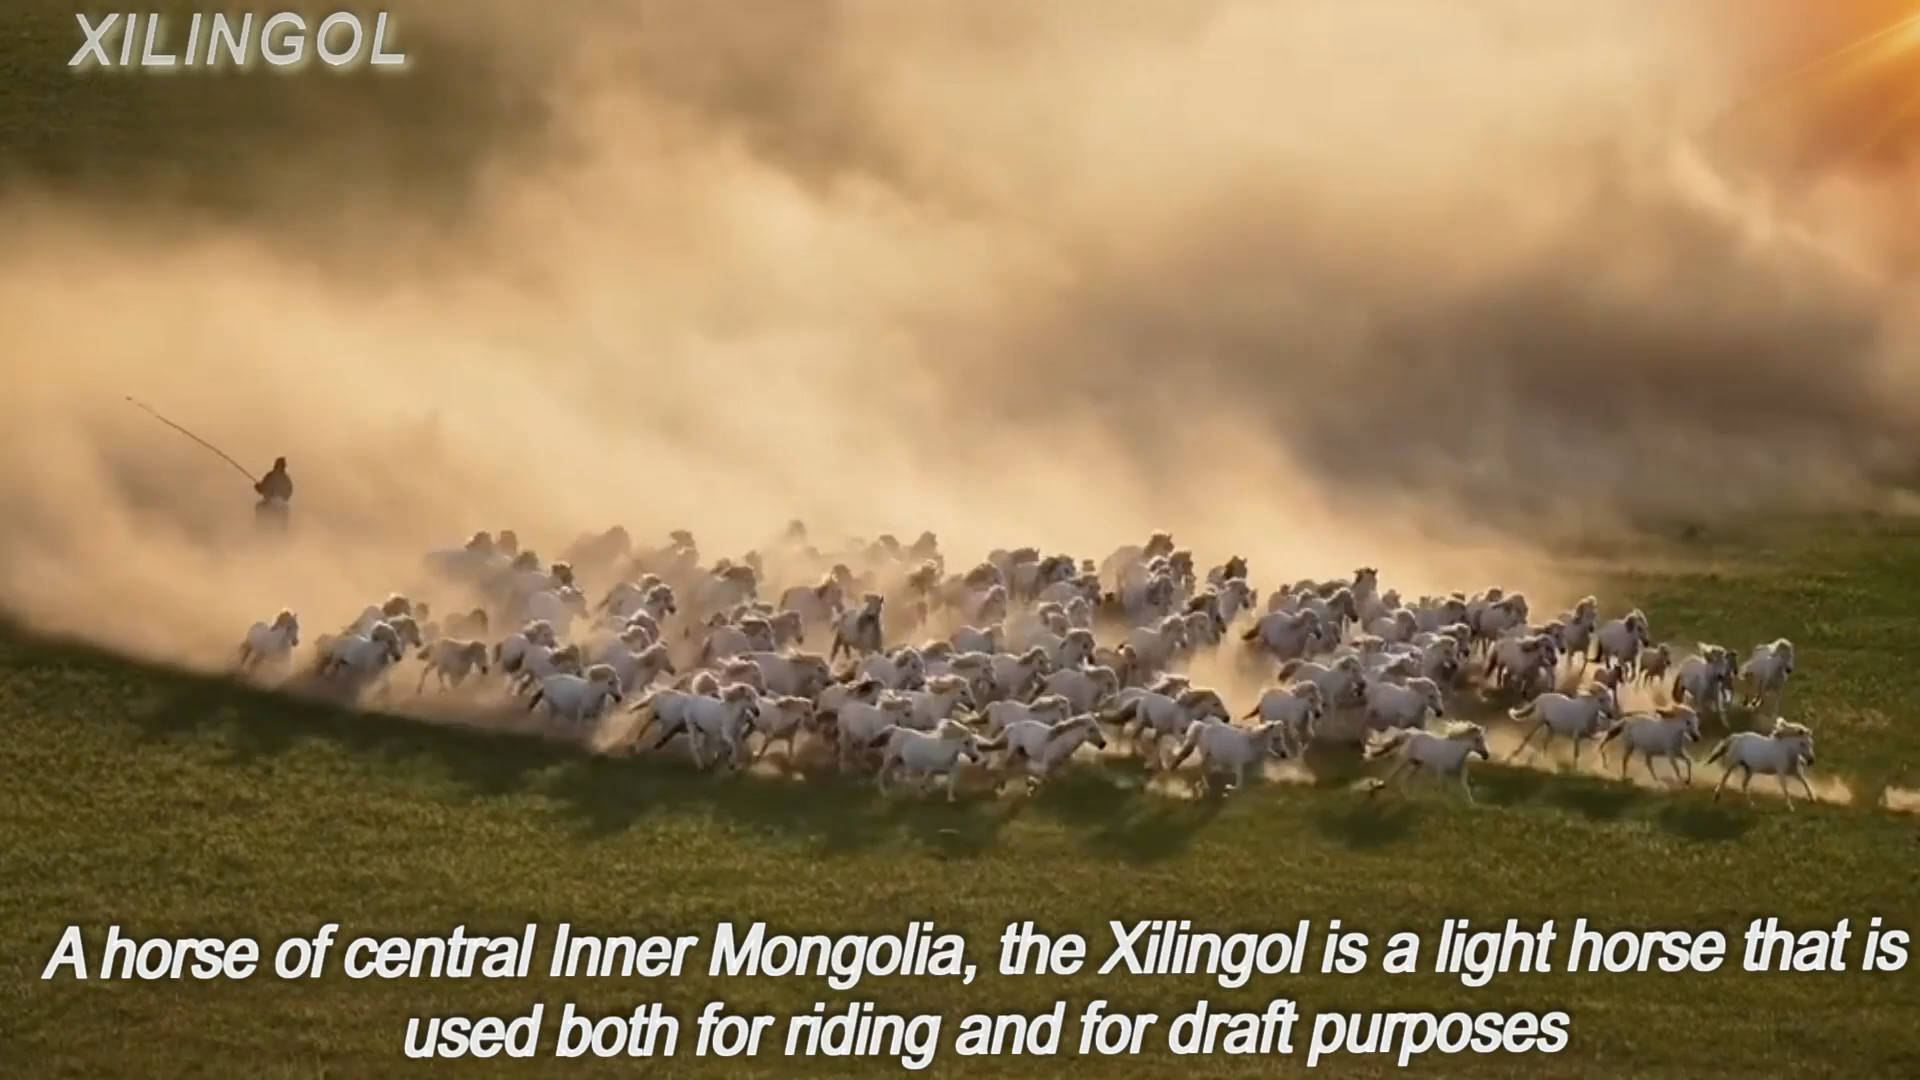 XILINGOL
A horse of central Inner Mongolia, the Xilingol is a light horse that is
used both for riding and for draft purposes